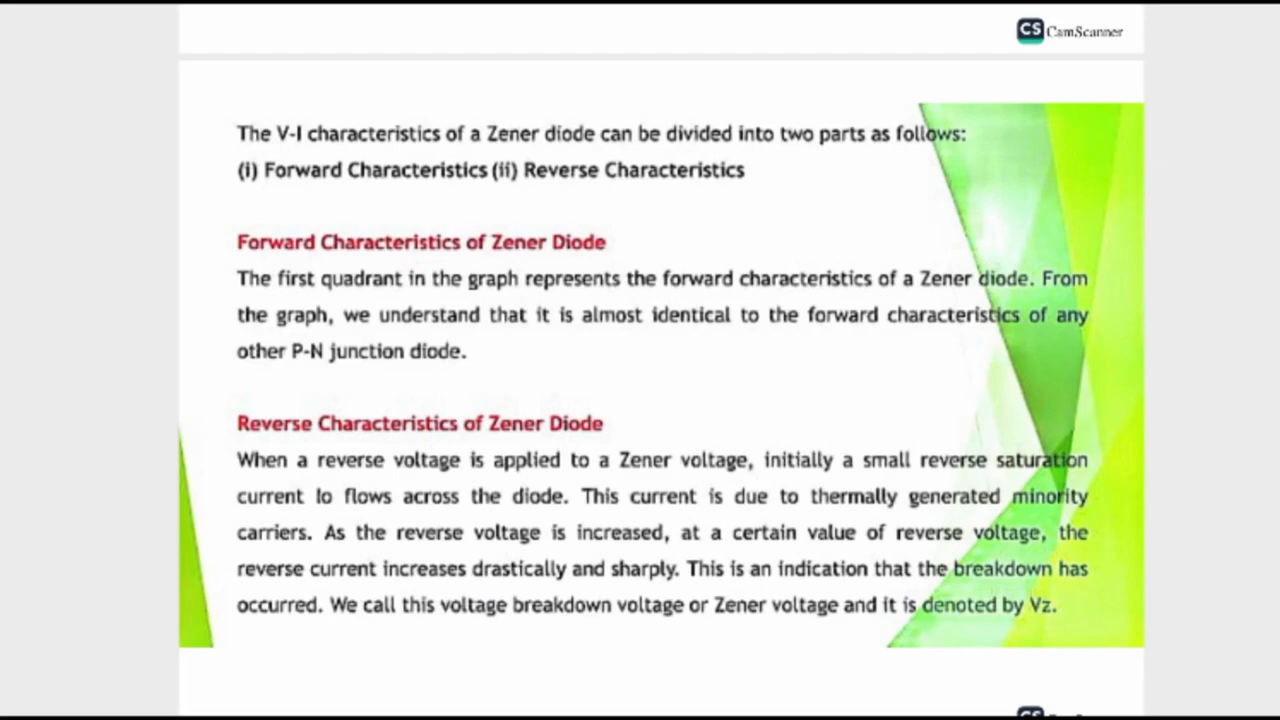 CS CamScanner
The V-I characteristics of a Zener diode can be divided into two parts as follows:
(i) Forward Characteristics (ii) Reverse Characteristics
Forward Characteristics of Zener Diode
The first quadrant in the graph represents the forward characteristics of a Zener diode. From
the graph, we understand that it is almost identical to the forward characteristics of any
other P-N junction diode.
Reverse Characteristics of Zener Diode
When a reverse voltage is applied to a Zener voltage, initially a small reverse saturation
current Io flows across the diode. This current is due to thermally generated minority
carriers. As the reverse voltage is increased, at a certain value of reverse voltage, the
reverse current increases drastically and sharply. This is an indication that the breakdown has
occurred. We call this voltage breakdown voltage or Zener voltage and it is denoted by Vz.